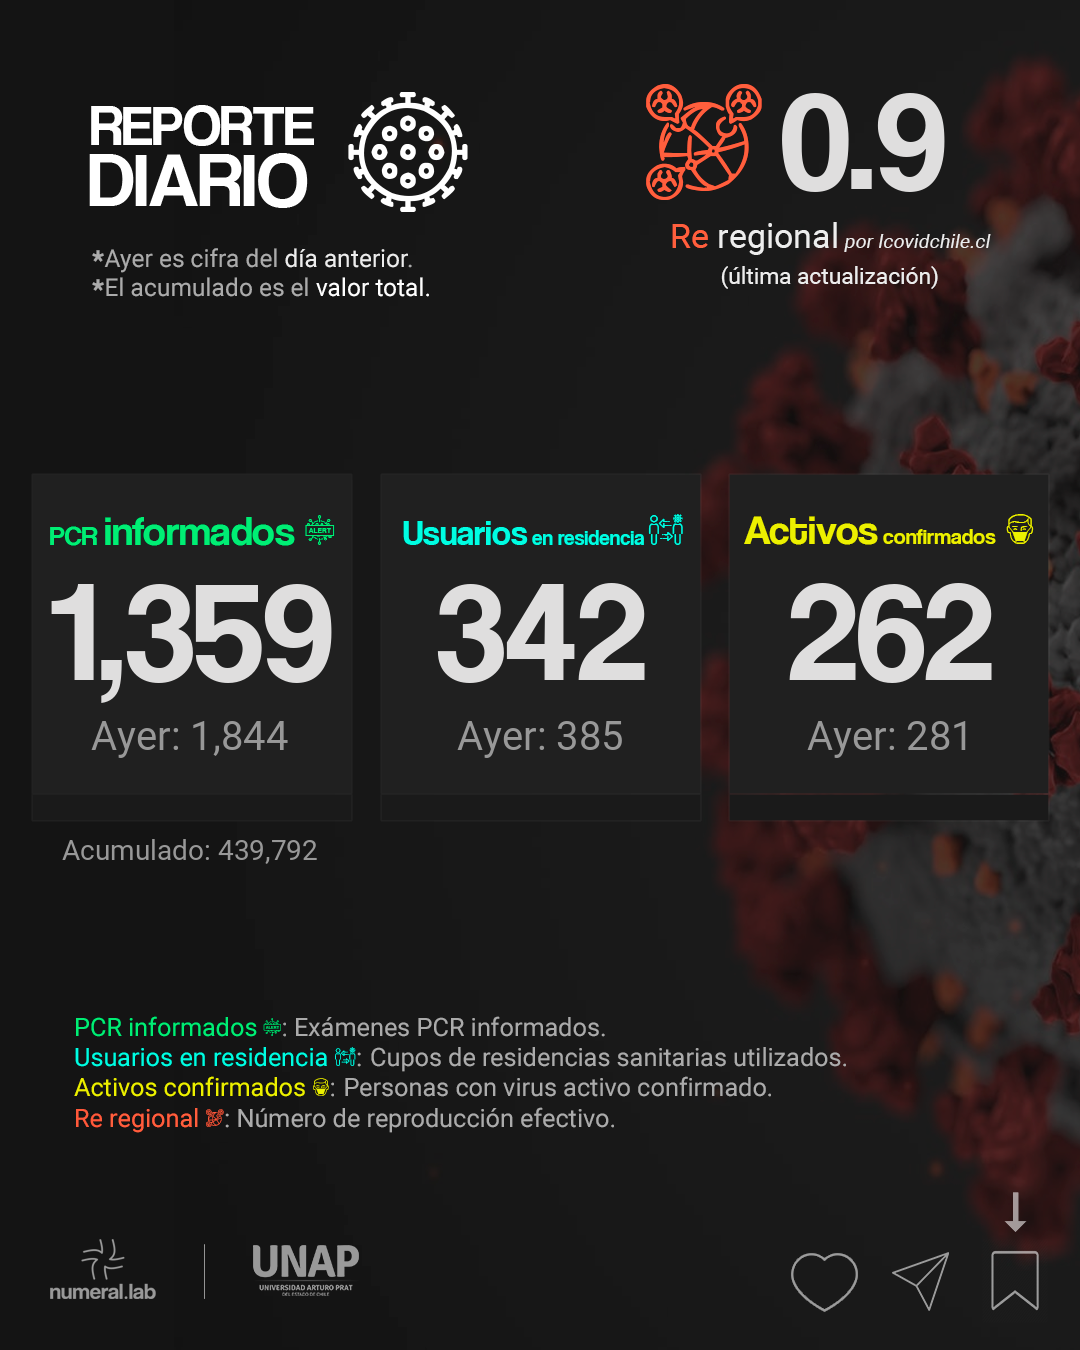 REPORTE
DIARIO
*Ayer es cifra del día anterior.
*El acumulado es el valor total.
0.9
Re regional por Icovidchile.cl
(última actualización)
PCR informados ALERT
1,359
Ayer: 1,844
Acumulado: 439,792
Usuarios en residencia
342
Ayer: 385
Activos confirmados
262
Ayer: 281
PCR informados ALERT: Exámenes PCR informados.
Usuarios en residencia : Cupos de residencias sanitarias utilizados.
Activos confirmados : Personas con virus activo confirmado.
Re regional : Número de reproducción efectivo.
numeral.lab
UNAP
UNIVERSIDAD ARTURO PRAT
DEL ESTADO DE CHILE